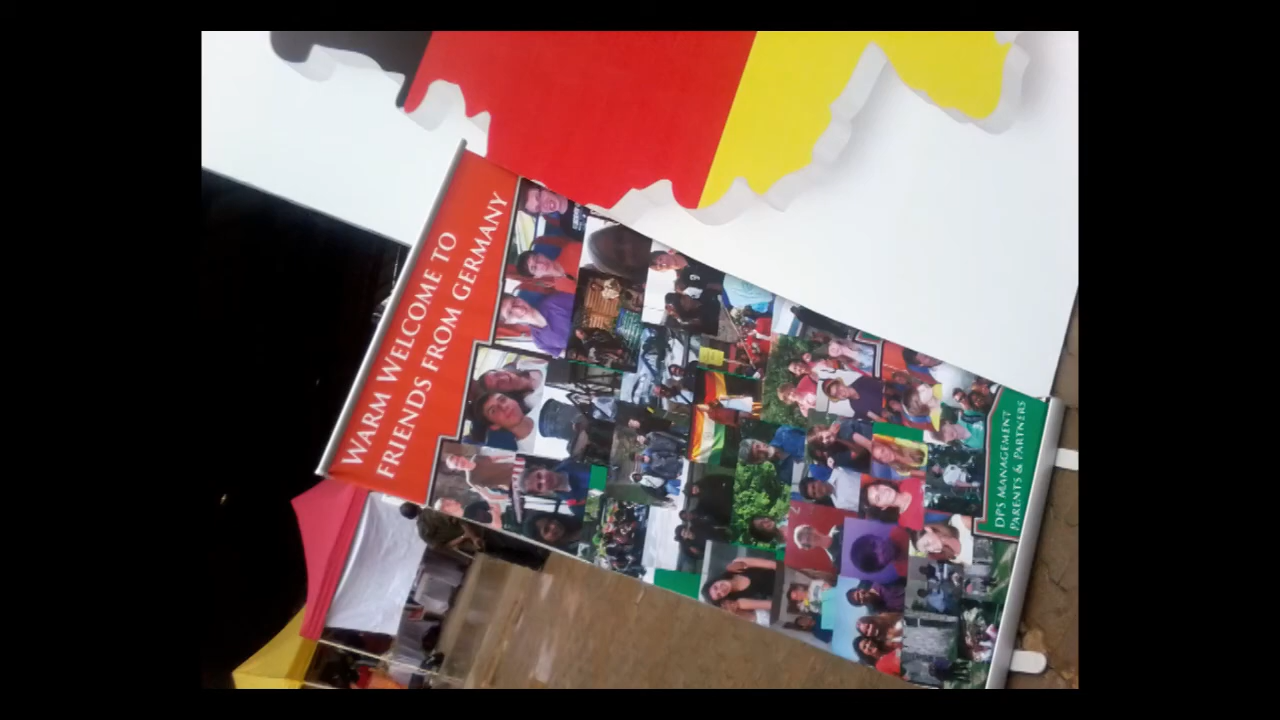 WARM WELCOME TO
FRIENDS FROM GERMANY
DPS MANAGEMENT
PARENTS & PARTNERS